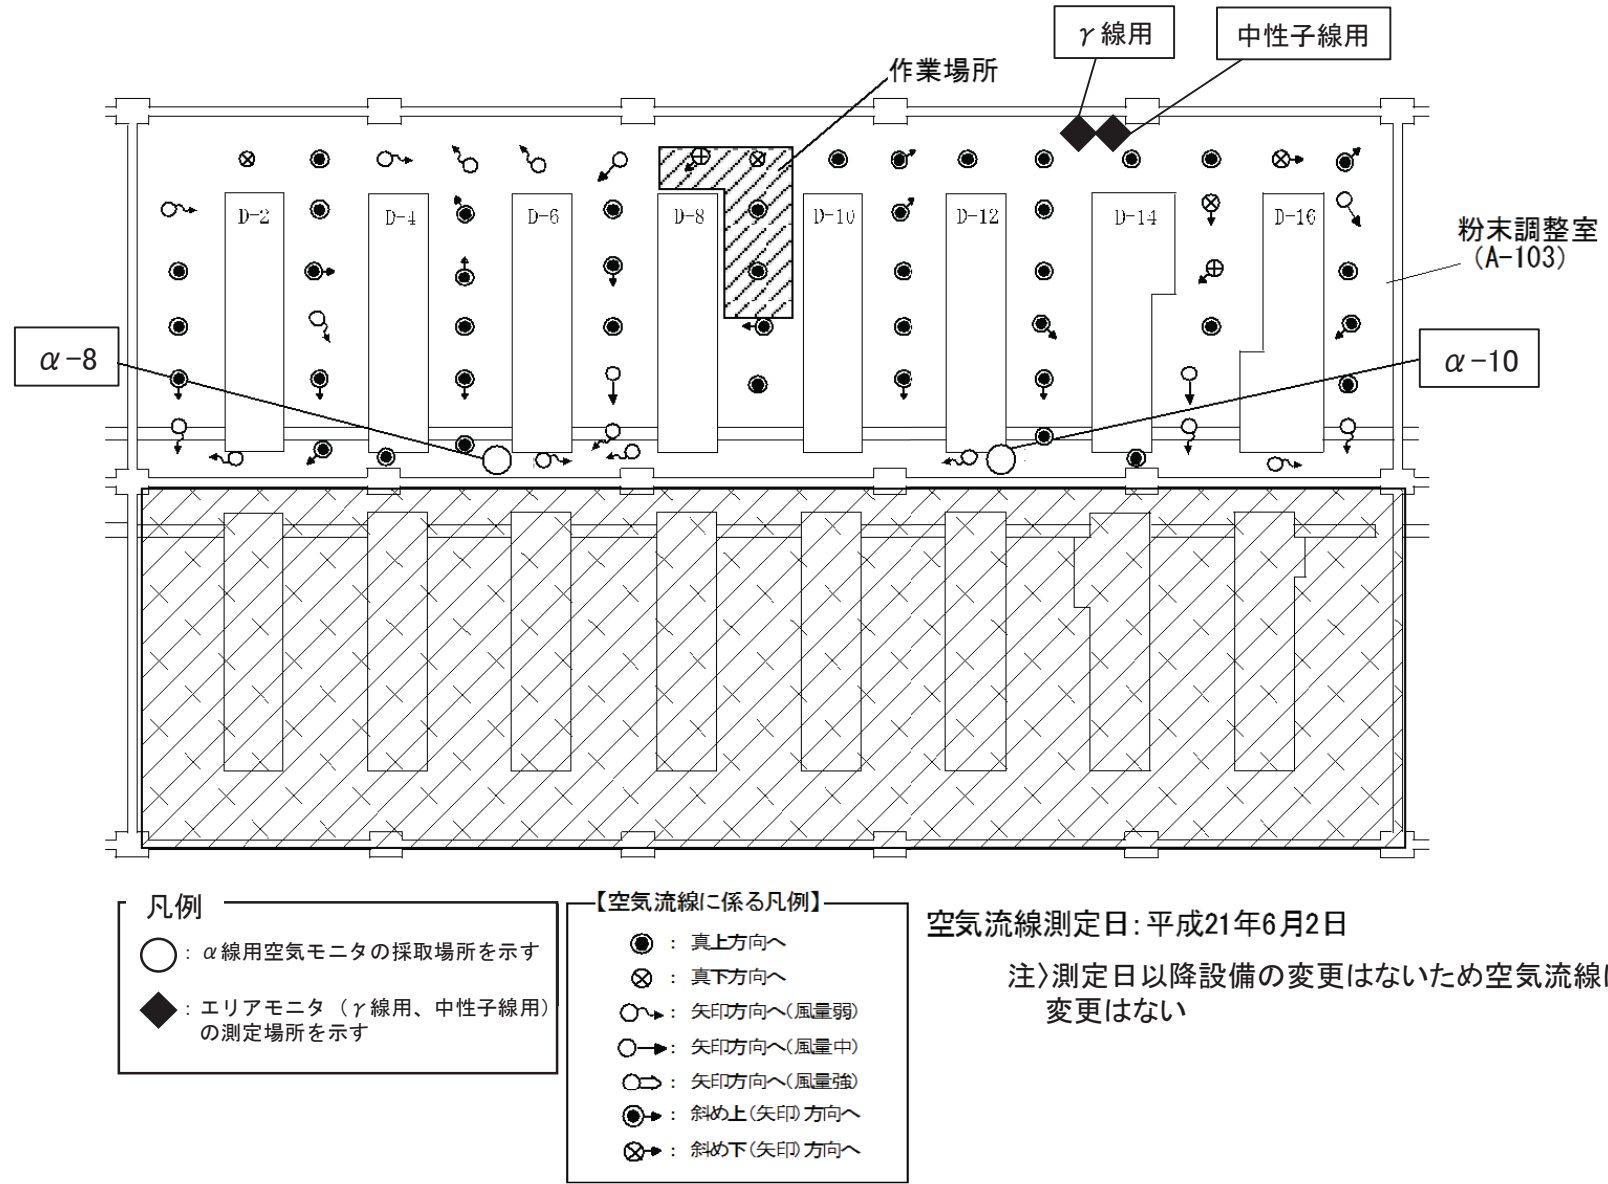 γ線用
中性子線用
作業場所
D-2
D-4
D-6
D-8
D-10
D-12
D-14
D-16
粉末調整室
(A-103)
α-8
α-10
凡例
: α線用空気モニタの採取場所を示す
: エリアモニタ(γ線用、中性子線用)
の測定場所を示す
【空気流線に係る凡例】
: 真上方向へ
: 真下方向へ
: 矢印方向へ(風量弱)
: 矢印方向へ(風量中)
: 矢印方向へ(風量強)
: 斜め上(矢印)方向へ
: 斜め下(矢印)方向へ
空気流線測定日:平成21年6月2日
注〉測定日以降設備の変更はないため空気流線に
変更はない